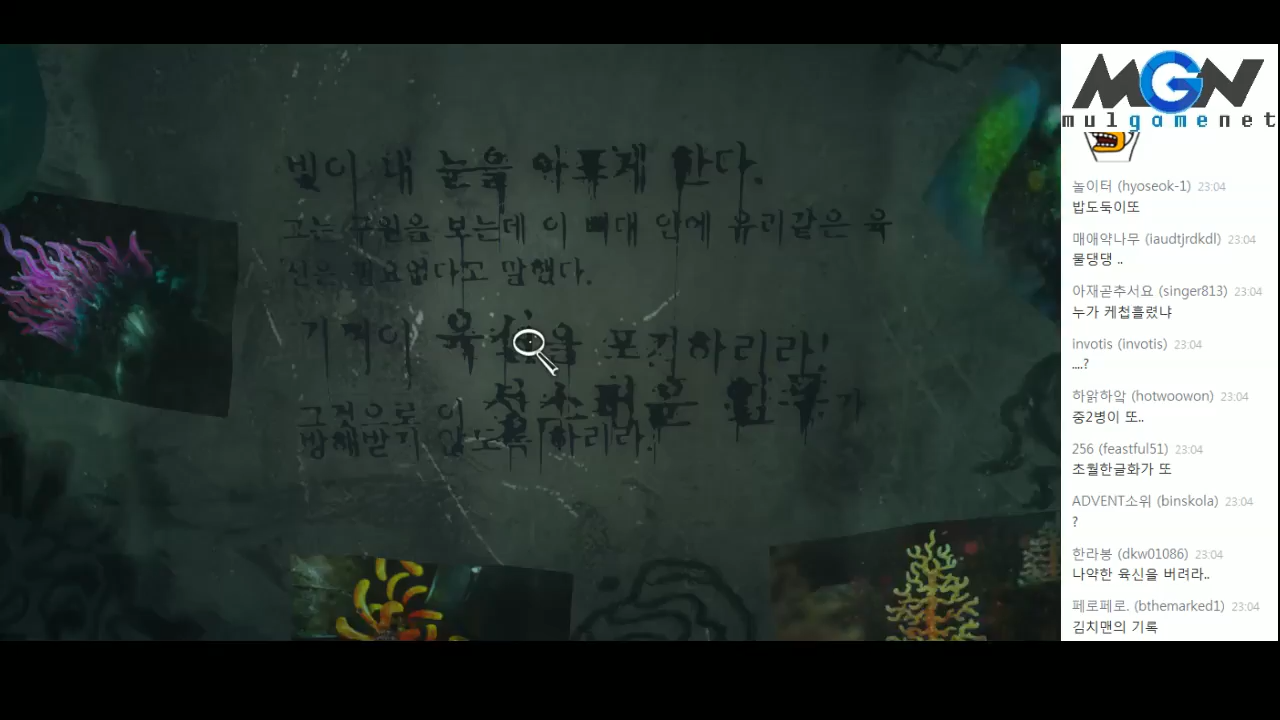 빛이 내 눈을 아프게 한다.
그는 구원을 보는데 이 뼈대 안에 유리같은 육
신은 필요없다고 말했다.
기꺼이 육신을 포기하리라!
그것으로 이 성스러운 임무가
방해받지 않도록 하리라.
MGN
mulgamenet
놀이터 (hyoseok-1) 23:04
밥도둑이또
매애약나무 (iaudtjrdkdl) 23:04
물댕댕 ..
아재곧추서요 (singer813) 23:04
누가 케첩흘렸냐
invotis (invotis) 23:04
....?
하앍하악 (hotwoowon) 23:04
중2병이 또..
256 (feastful51) 23:04
초월한글화가 또
ADVENT소위 (binskola) 23:04
?
한라봉 (dkw01086) 23:04
나약한 육신을 버려라..
페로페로. (bthemarked1) 23:04
김치맨의 기록